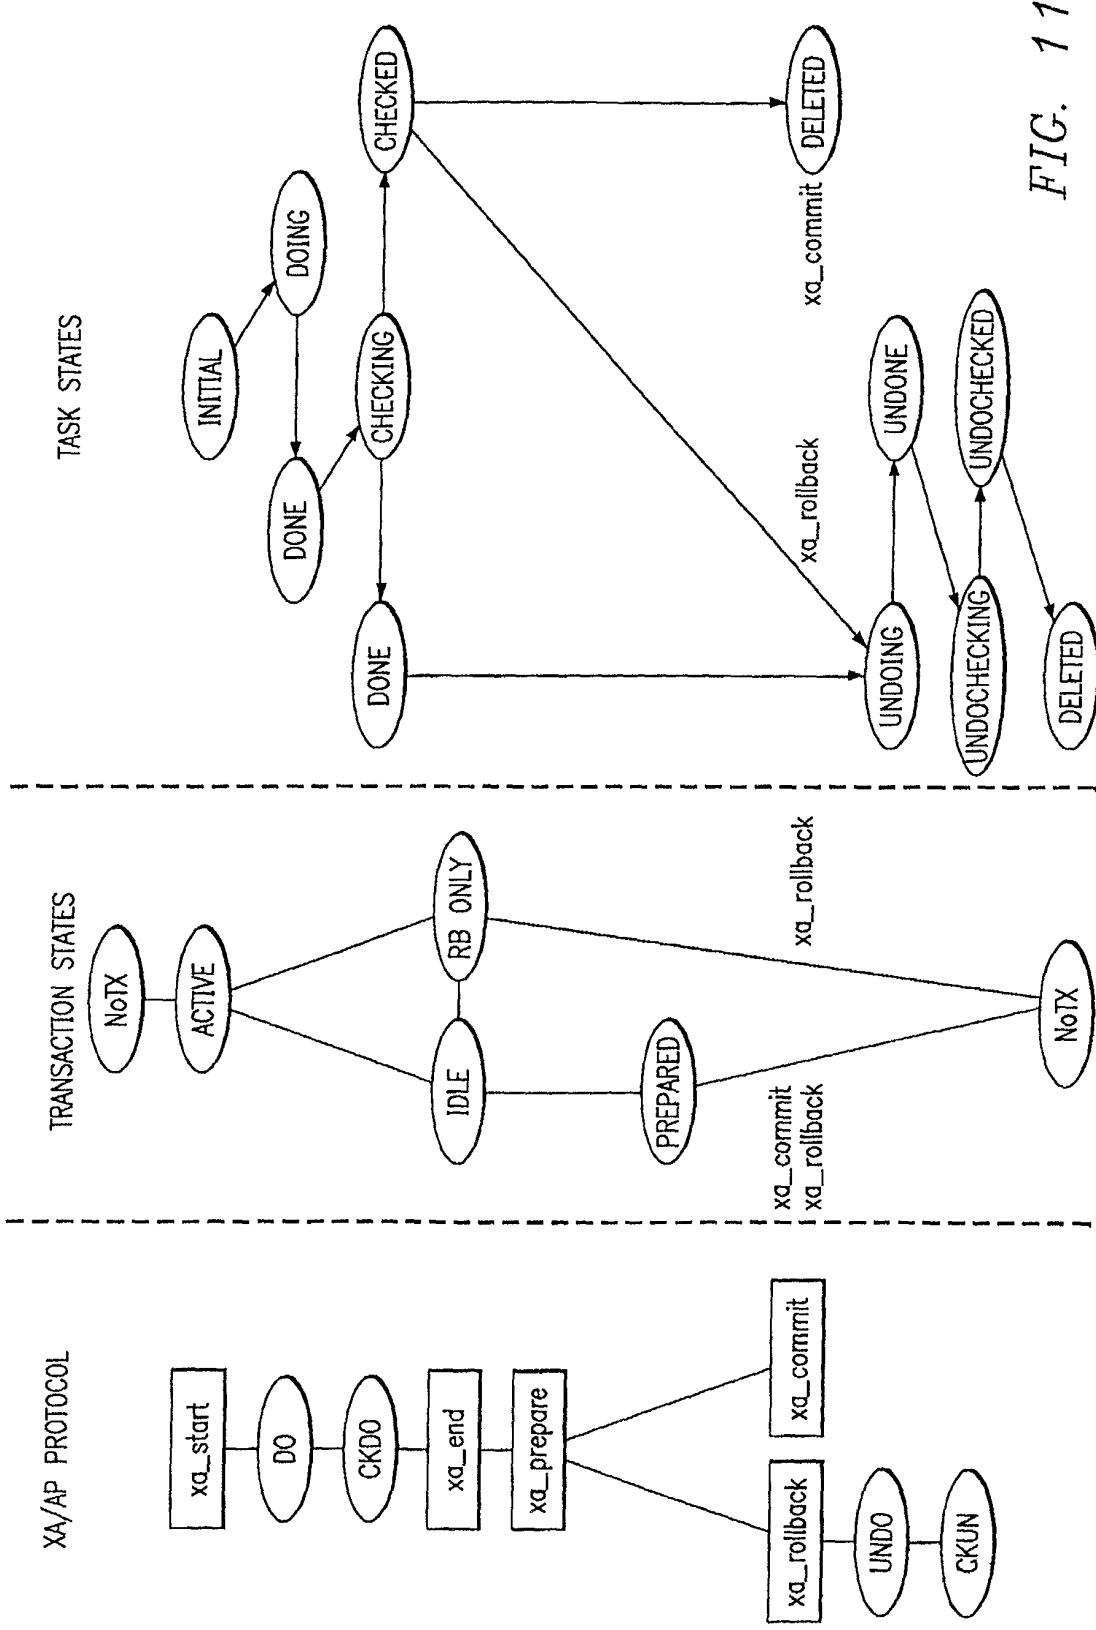 XA/AP PROTOCOL
xa_start
DO
CKDO
xa_end
xa_prepare
xa_rollback
xa_commit
UNDO
CKUN
TRANSACTION STATES
NoTX
ACTIVE
IDLE
RB ONLY
PREPARED
xa_commit
xa_rollback
xa_rollback
NoTX
TASK STATES
INITIAL
DOING
DONE
CHECKING
DONE
CHECKED
xa_rollback
xa_commit
UNDOING
DELETED
UNDONE
UNDOCHECKING
UNDOCHECKED
DELETED
FIG. 11